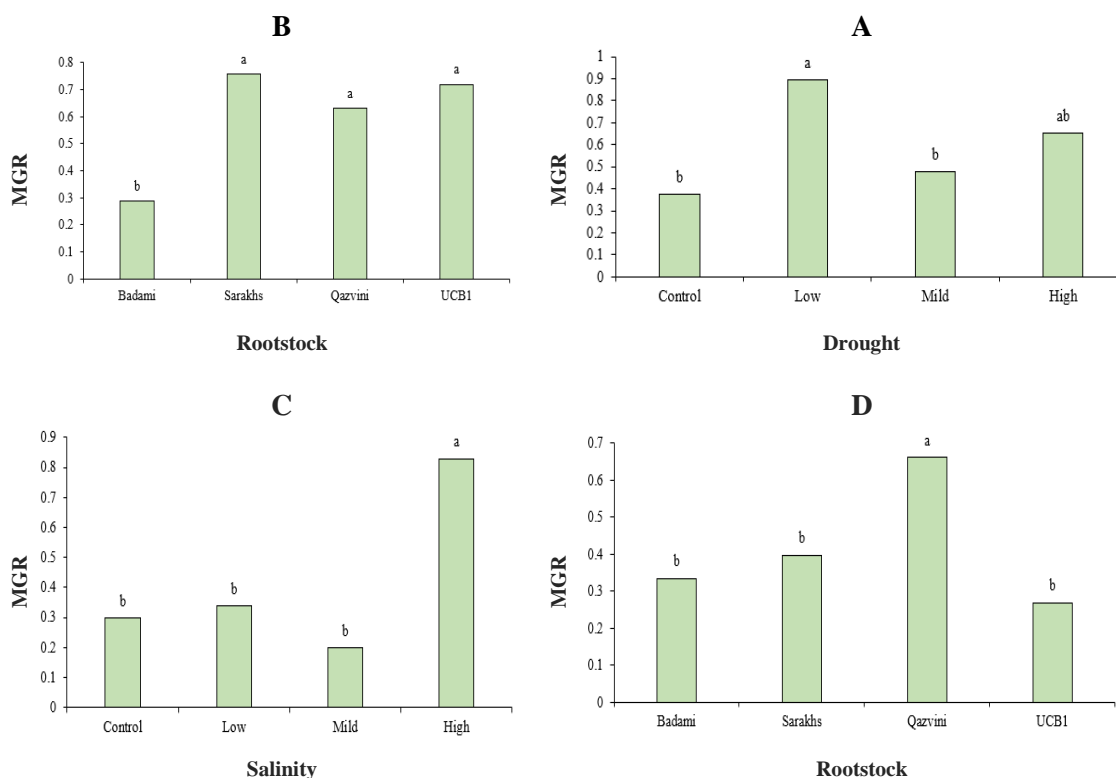 B
0.8
0.7
0.6
0.5
0.4
0.3
0.2
0.1
0
MGR
b
a
a
a
Badami Sarakhs Qazvini UCB1
Rootstock
A
1
0.9
0.8
0.7
0.6
0.5
0.4
0.3
0.2
0.1
0
MGR
b
a
b
ab
Control Low Mild High
Drought
C
0.9
0.8
0.7
0.6
0.5
0.4
0.3
0.2
0.1
0
MGR
b
b
b
a
Control Low Mild High
Salinity
D
0.7
0.6
0.5
0.4
0.3
0.2
0.1
0
MGR
b
b
a
b
Badami Sarakhs Qazvini UCB1
Rootstock